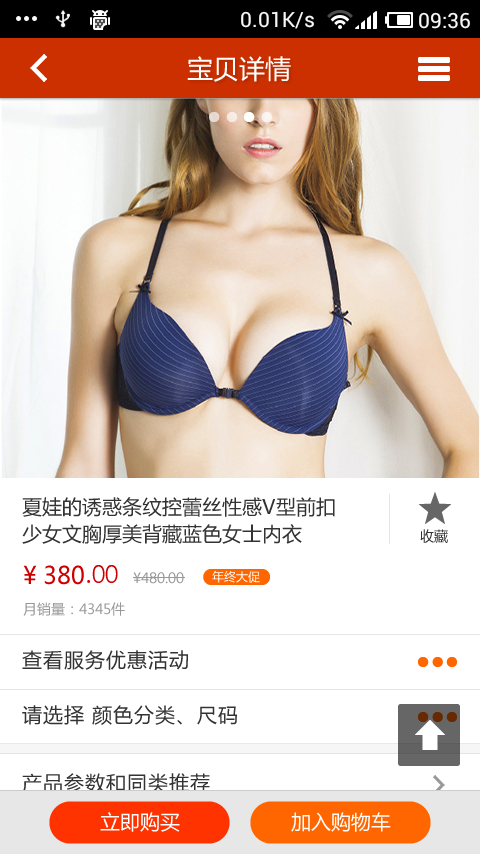 0.01K/s 09:36
宝贝详情
夏娃的诱惑条纹控蕾丝性感V型前扣
少女文胸厚美背藏蓝色女士内衣
收藏
¥ 380.00 ¥480.00 年终大促
月销量：4345件
查看服务优惠活动
请选择 颜色分类、尺码
产品参数和同类推荐
立即购买 加入购物车